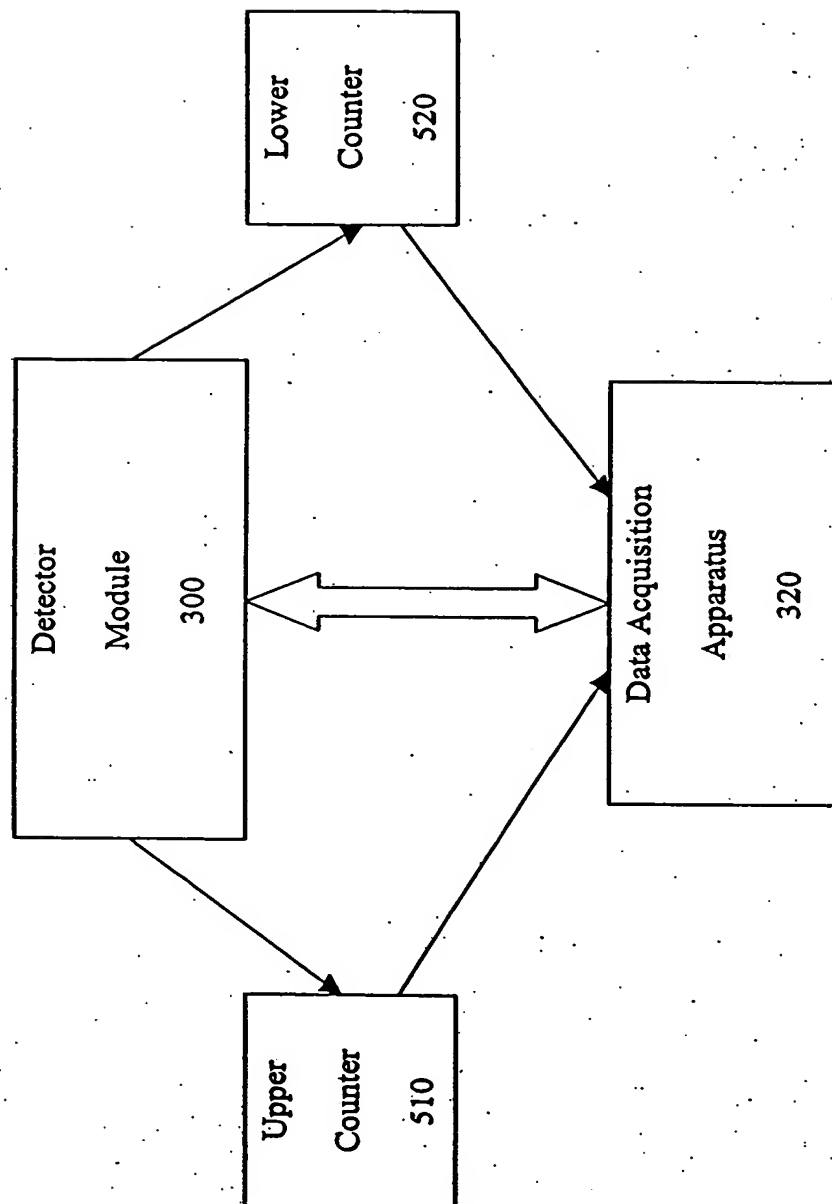 Detector
Module
300
Upper
Counter
510
Lower
Counter
520
Data Acquisition
Apparatus
320